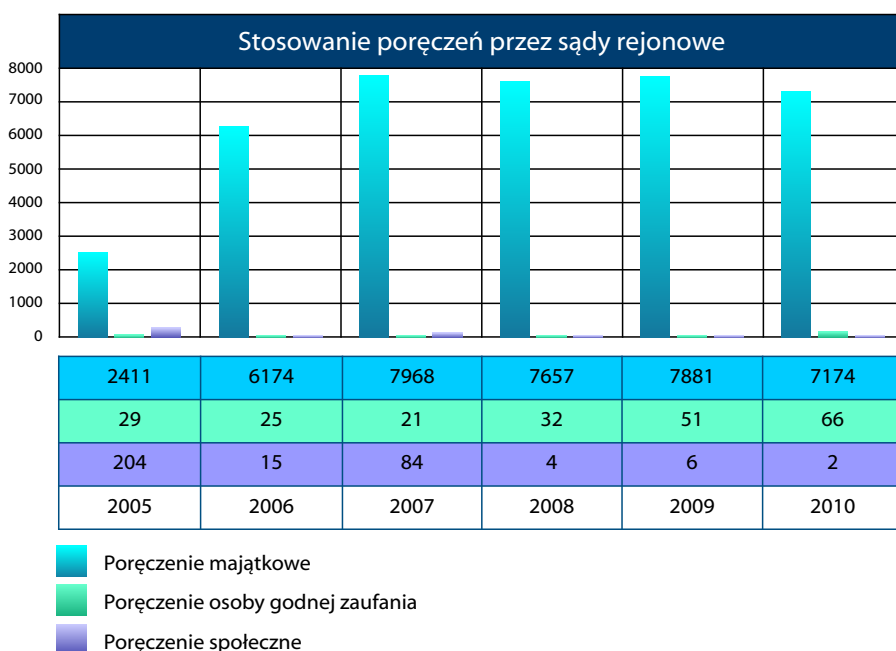 Stosowanie poręczeń przez sądy rejonowe
8000
7000
6000
5000
4000
3000
2000
1000
0
2411 6174 7968 7657 7881 7174
29 25 21 32 51 66
204 15 84 4 6 2
2005 2006 2007 2008 2009 2010
Poręczenie majątkowe
Poręczenie osoby godnej zaufania
Poręczenie społeczne